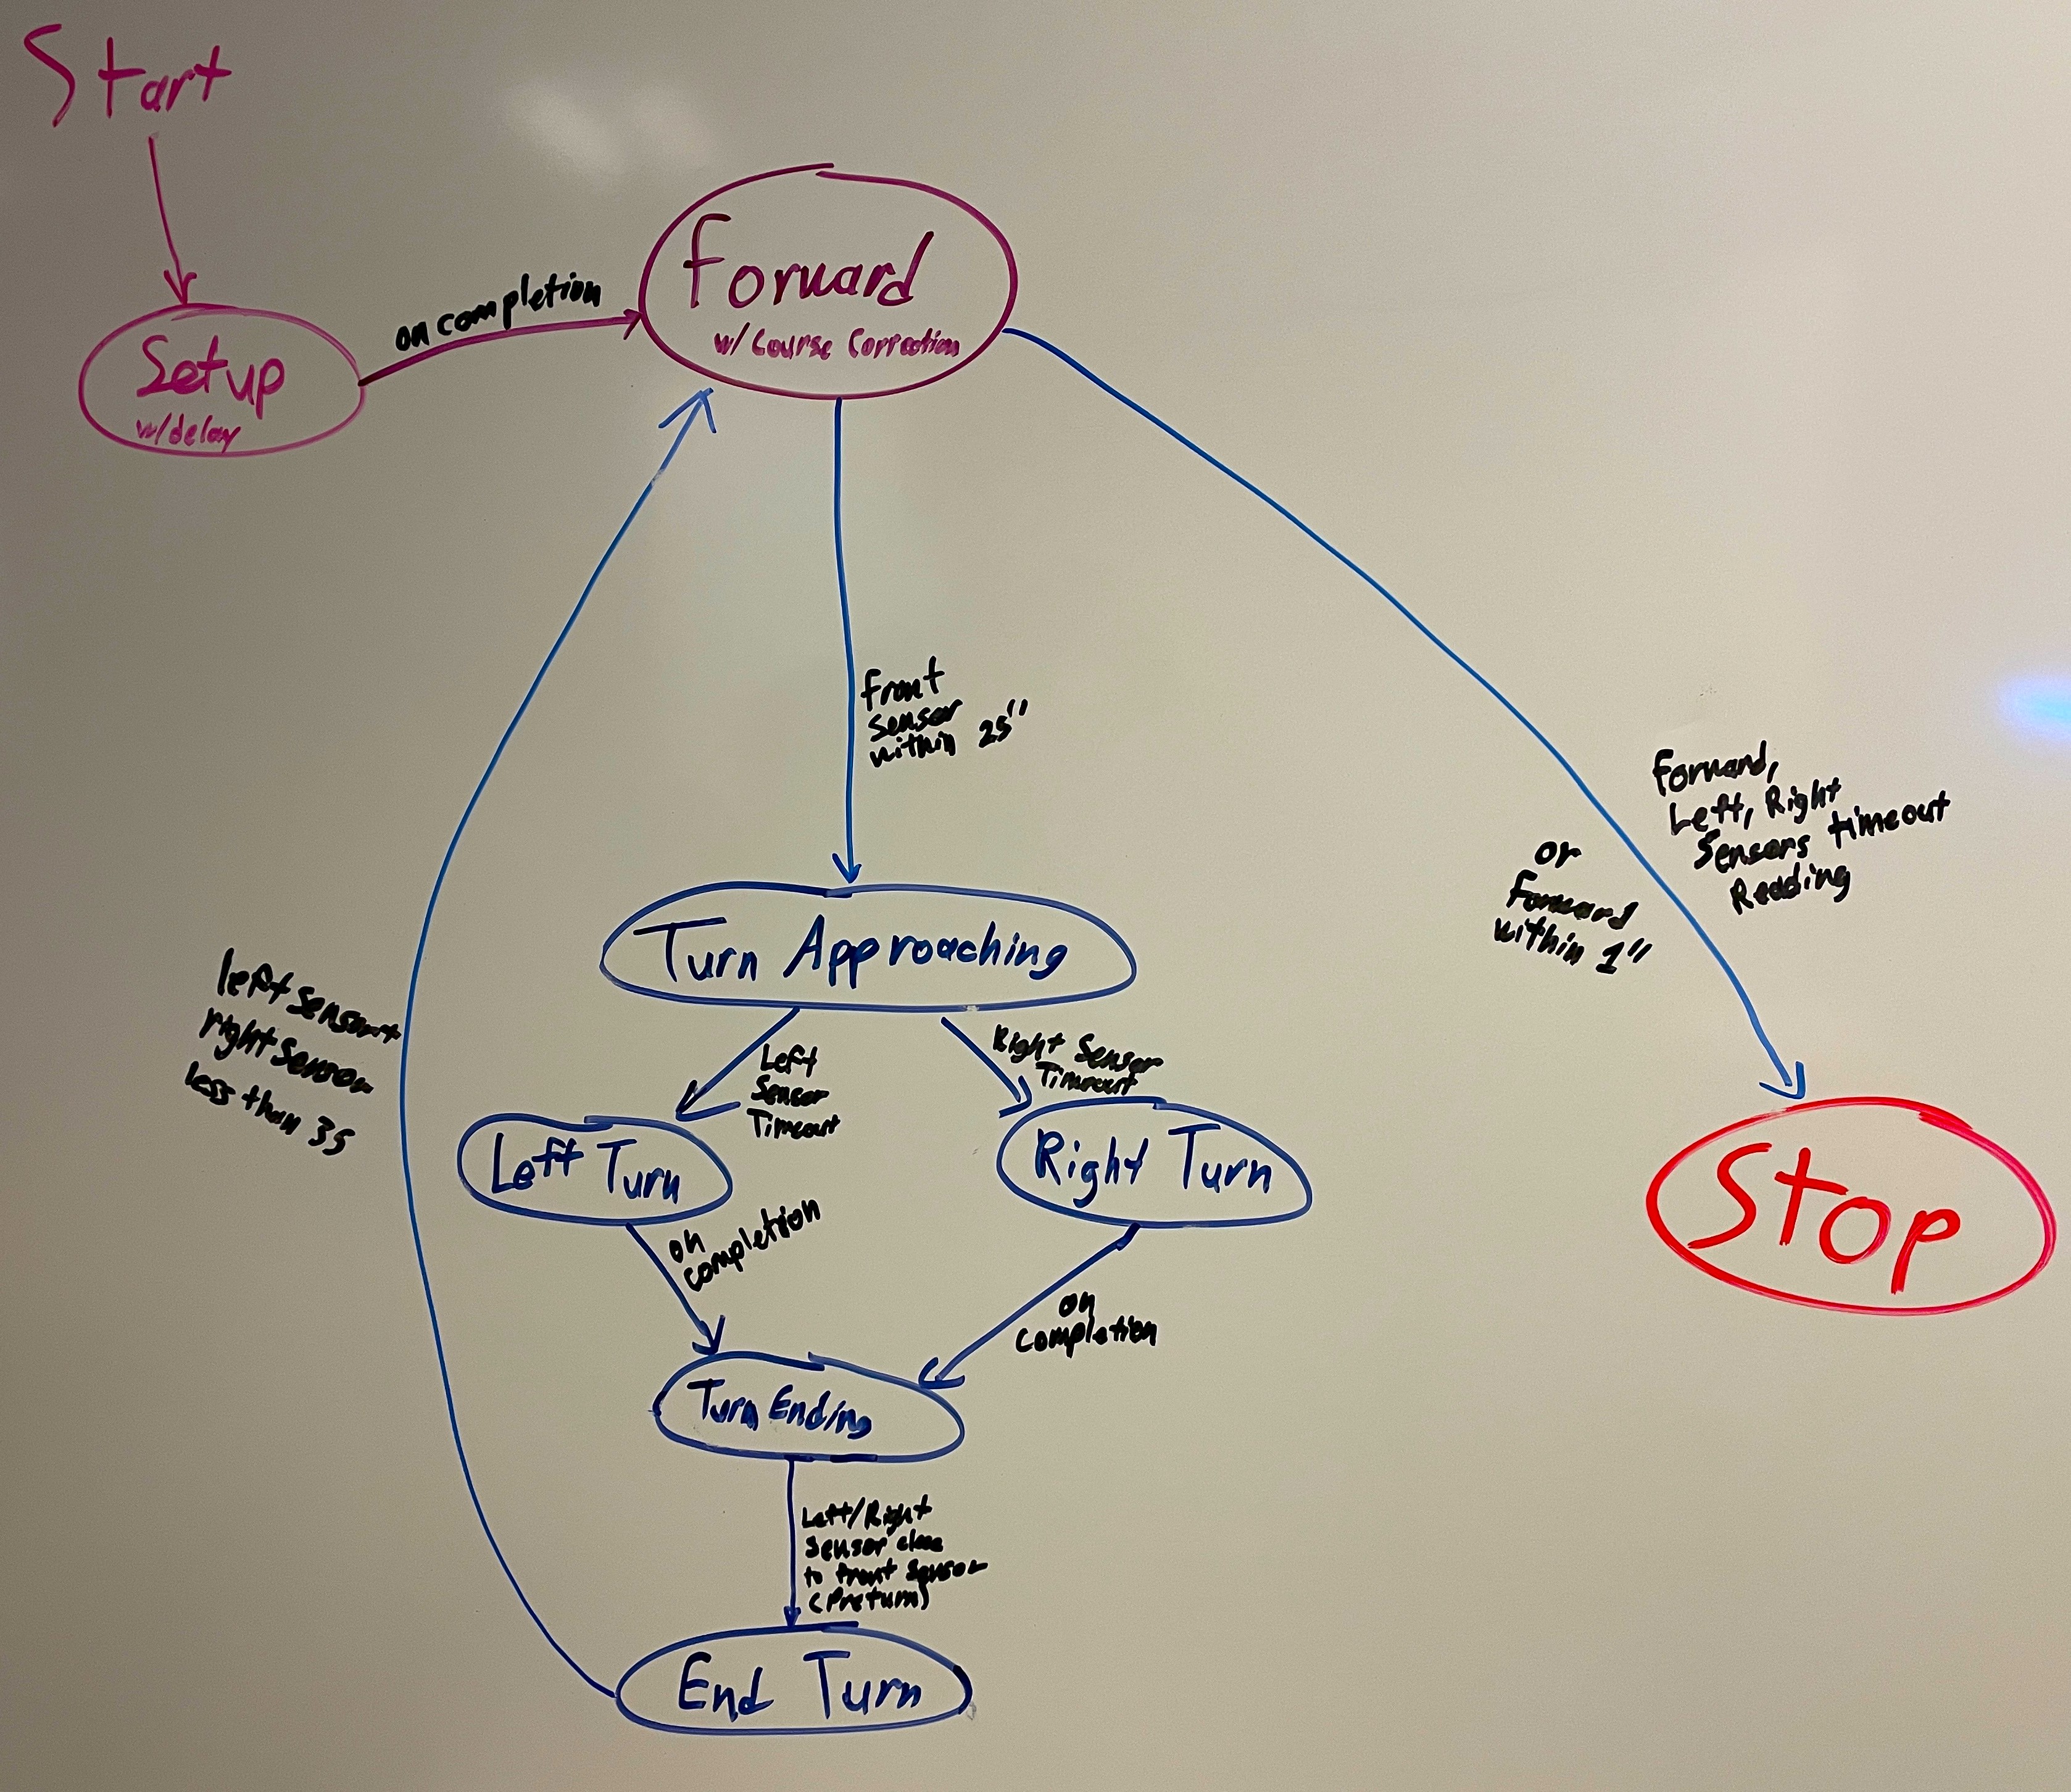 Start
on completion
Forward
w/ Course Correction
Setup
w/delay
Front
sensor
within 25"
Forward,
Left, Right
Sensors timeout
Reading
or
Forward
within 1"
Turn Approaching
left sensor +
right sensor
less than 35
Left
Sensor
Timeout
Right Sensor
Timeout
Left Turn
Right Turn
Stop
on
completion
on
completion
Turn Ending
Left/Right
Sensor close
to front sensor
(Preturn)
End Turn